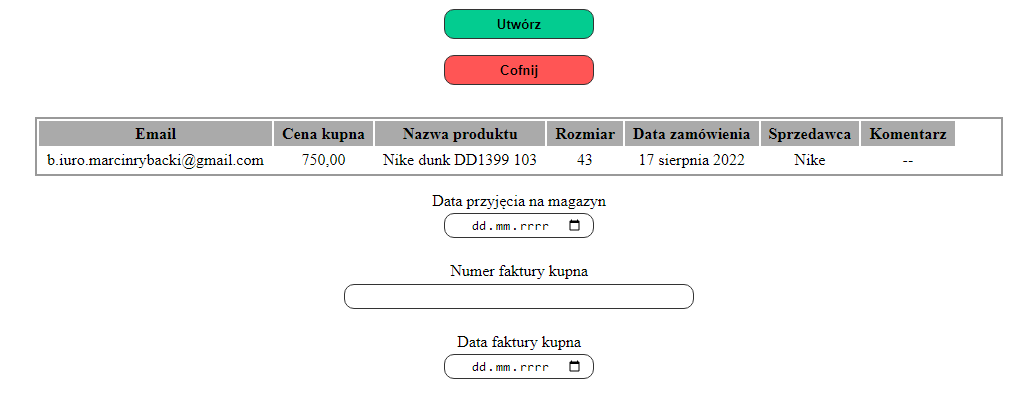 Utwórz
Cofnij
Email Cena kupna Nazwa produktu Rozmiar Data zamówienia Sprzedawca Komentarz
b.iuro.marcinrybacki@gmail.com 750,00 Nike dunk DD1399 103 43 17 sierpnia 2022 Nike --
Data przyjęcia na magazyn
dd.mm.rrrr
Numer faktury kupna
Data faktury kupna
dd.mm.rrrr